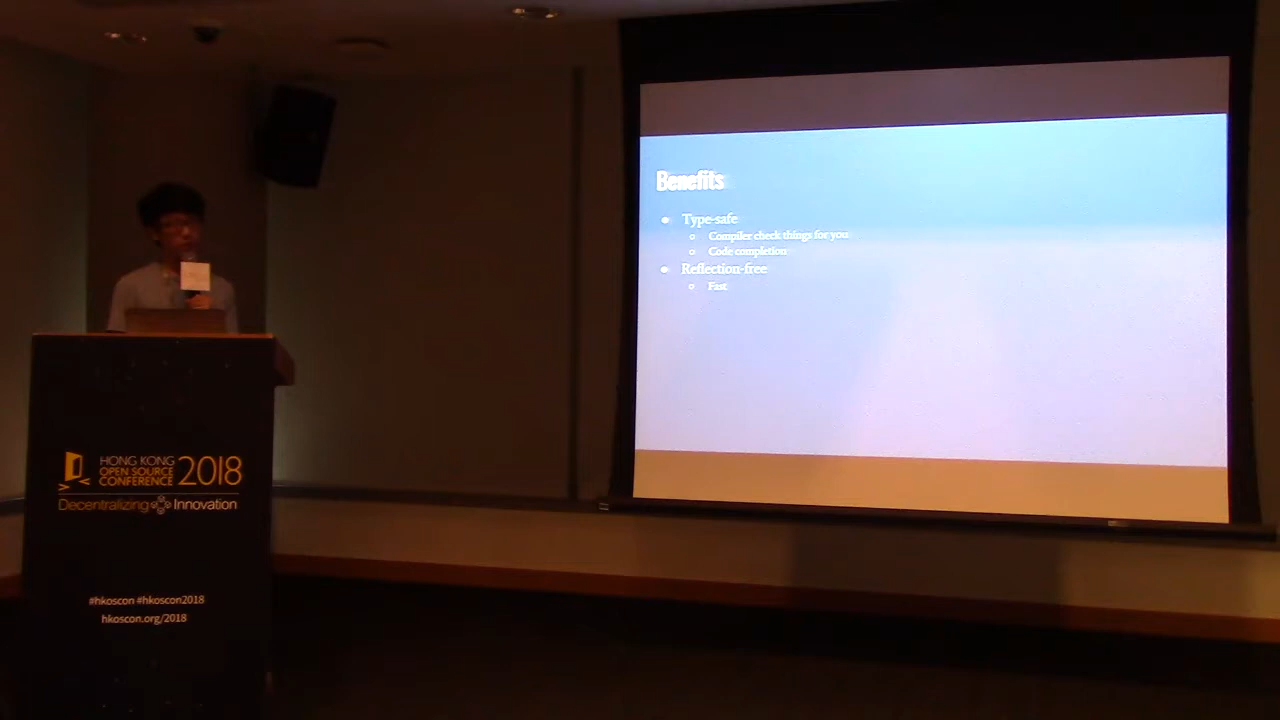 Benefits
Type-safe
Compiler check things for you
Code completion
Reflection-free
Fast
HONG KONG
OPEN SOURCE
CONFERENCE 2018
Decentralizing Innovation
#hkoscon #hkoscon2018
hkoscon.org/2018